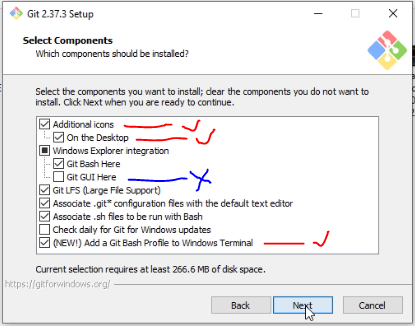 Git 2.37.3 Setup
Select Components
Which components should be installed?
Select the components you want to install; clear the components you do not want to
install. Click Next when you are ready to continue.
Additional icons
On the Desktop
Windows Explorer integration
Git Bash Here
Git GUI Here
Git LFS (Large File Support)
Associate .git* configuration files with the default text editor
Associate .sh files to be run with Bash
Check daily for Git for Windows updates
(NEW!) Add a Git Bash Profile to Windows Terminal
Current selection requires at least 266.6 MB of disk space.
https://gitforwindows.org/
Back
Next
Cancel